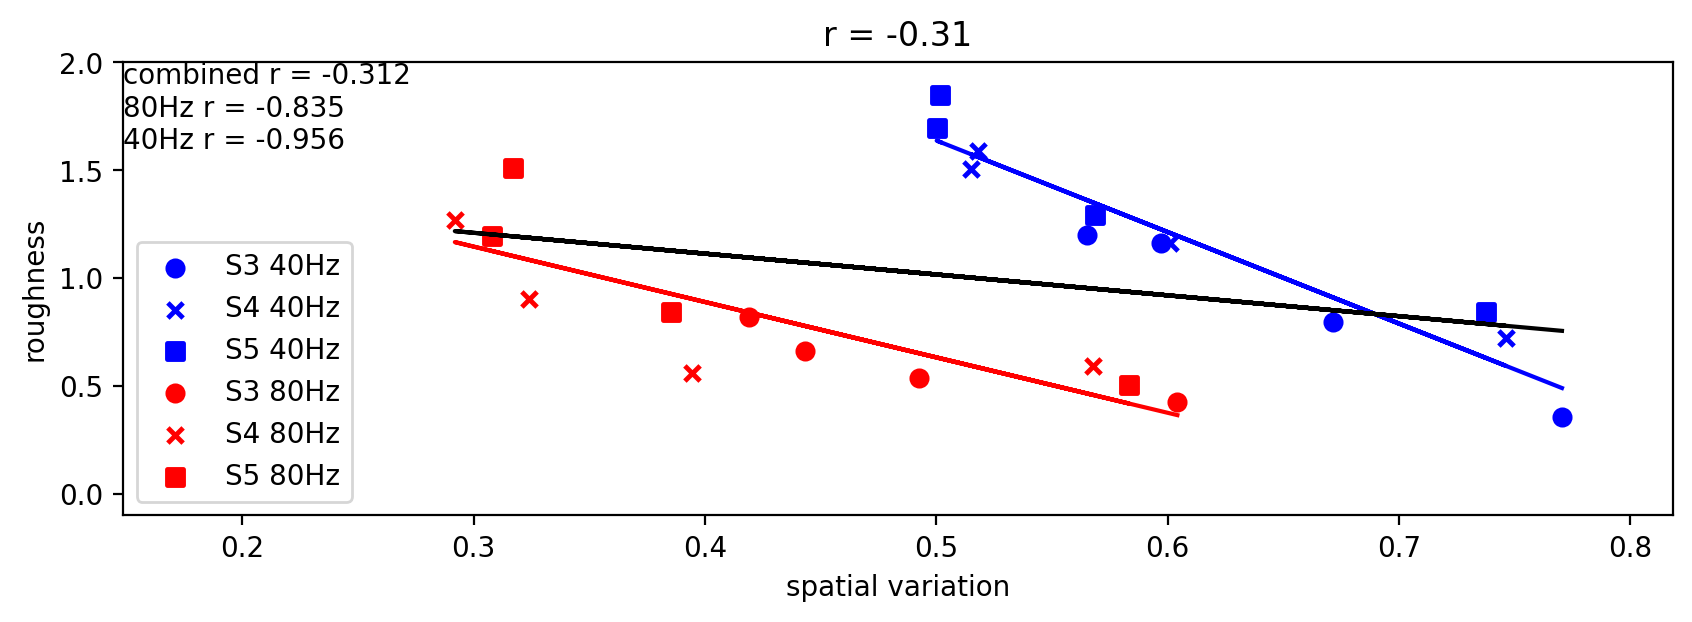 r = -0.31
combined r = -0.312
80Hz r = -0.835
40Hz r = -0.956
2.0
1.5
1.0
0.5
0.0
roughness
S3 40Hz
S4 40Hz
S5 40Hz
S3 80Hz
S4 80Hz
S5 80Hz
0.2 0.3 0.4 0.5 0.6 0.7 0.8
spatial variation